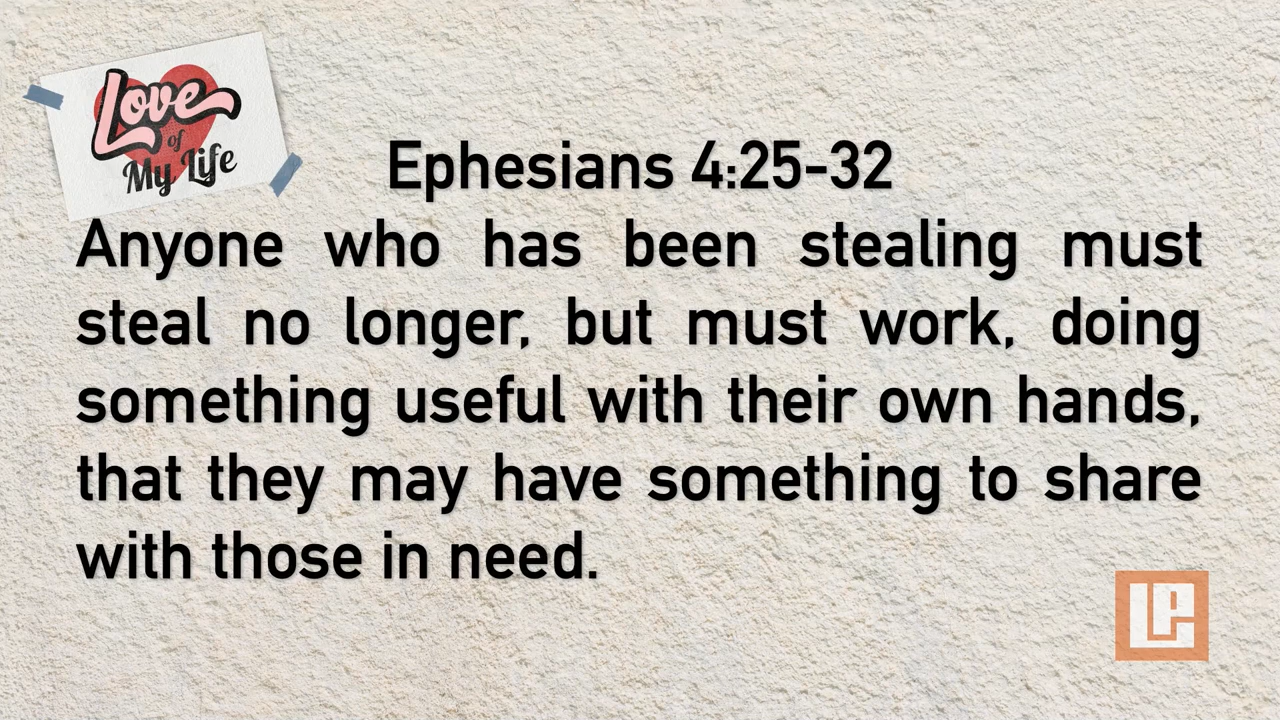 Love
of
My Life
Ephesians 4:25-32
Anyone who has been stealing must
steal no longer, but must work, doing
something useful with their own hands,
that they may have something to share
with those in need.
LP